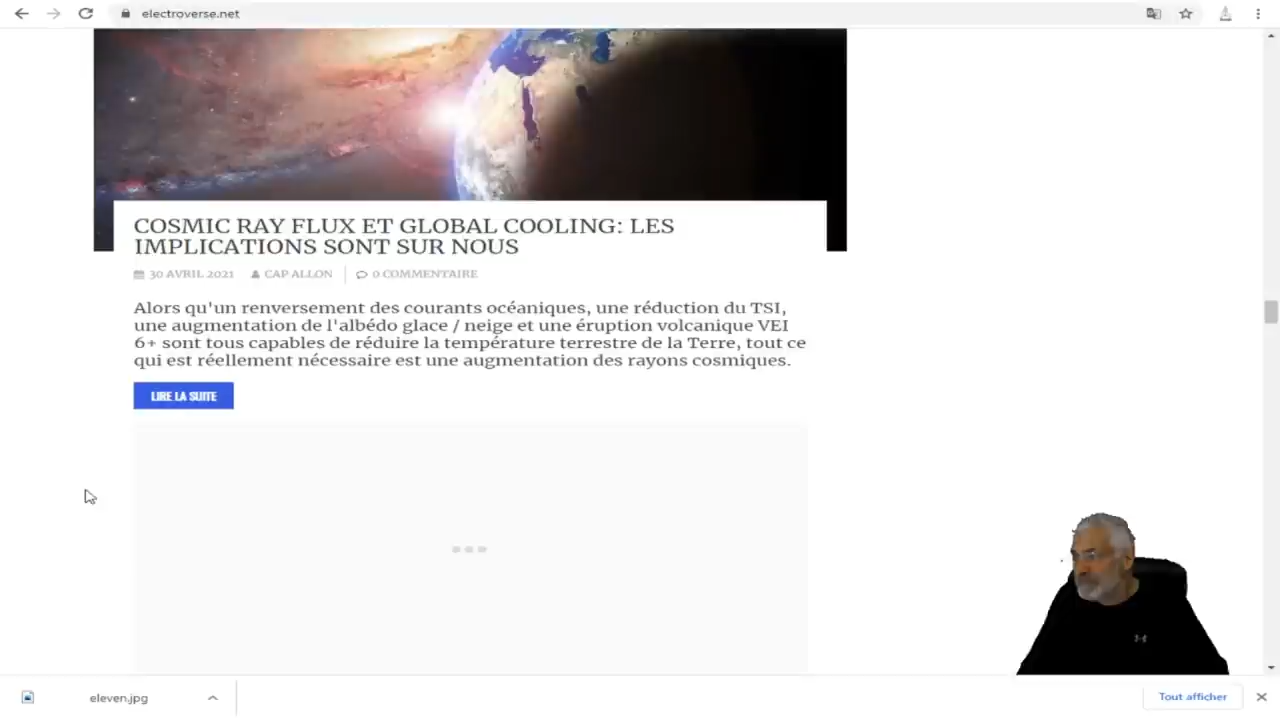 electroverse.net
COSMIC RAY FLUX ET GLOBAL COOLING: LES
IMPLICATIONS SONT SUR NOUS
30 AVRIL 2021 CAP ALLON 0 COMMENTAIRE
Alors qu'un renversement des courants océaniques, une réduction du TSI,
une augmentation de l'albédo glace / neige et une éruption volcanique VEI
6+ sont tous capables de réduire la température terrestre de la Terre, tout ce
qui est réellement nécessaire est une augmentation des rayons cosmiques.
LIRE LA SUITE
eleven.jpg
Tout afficher